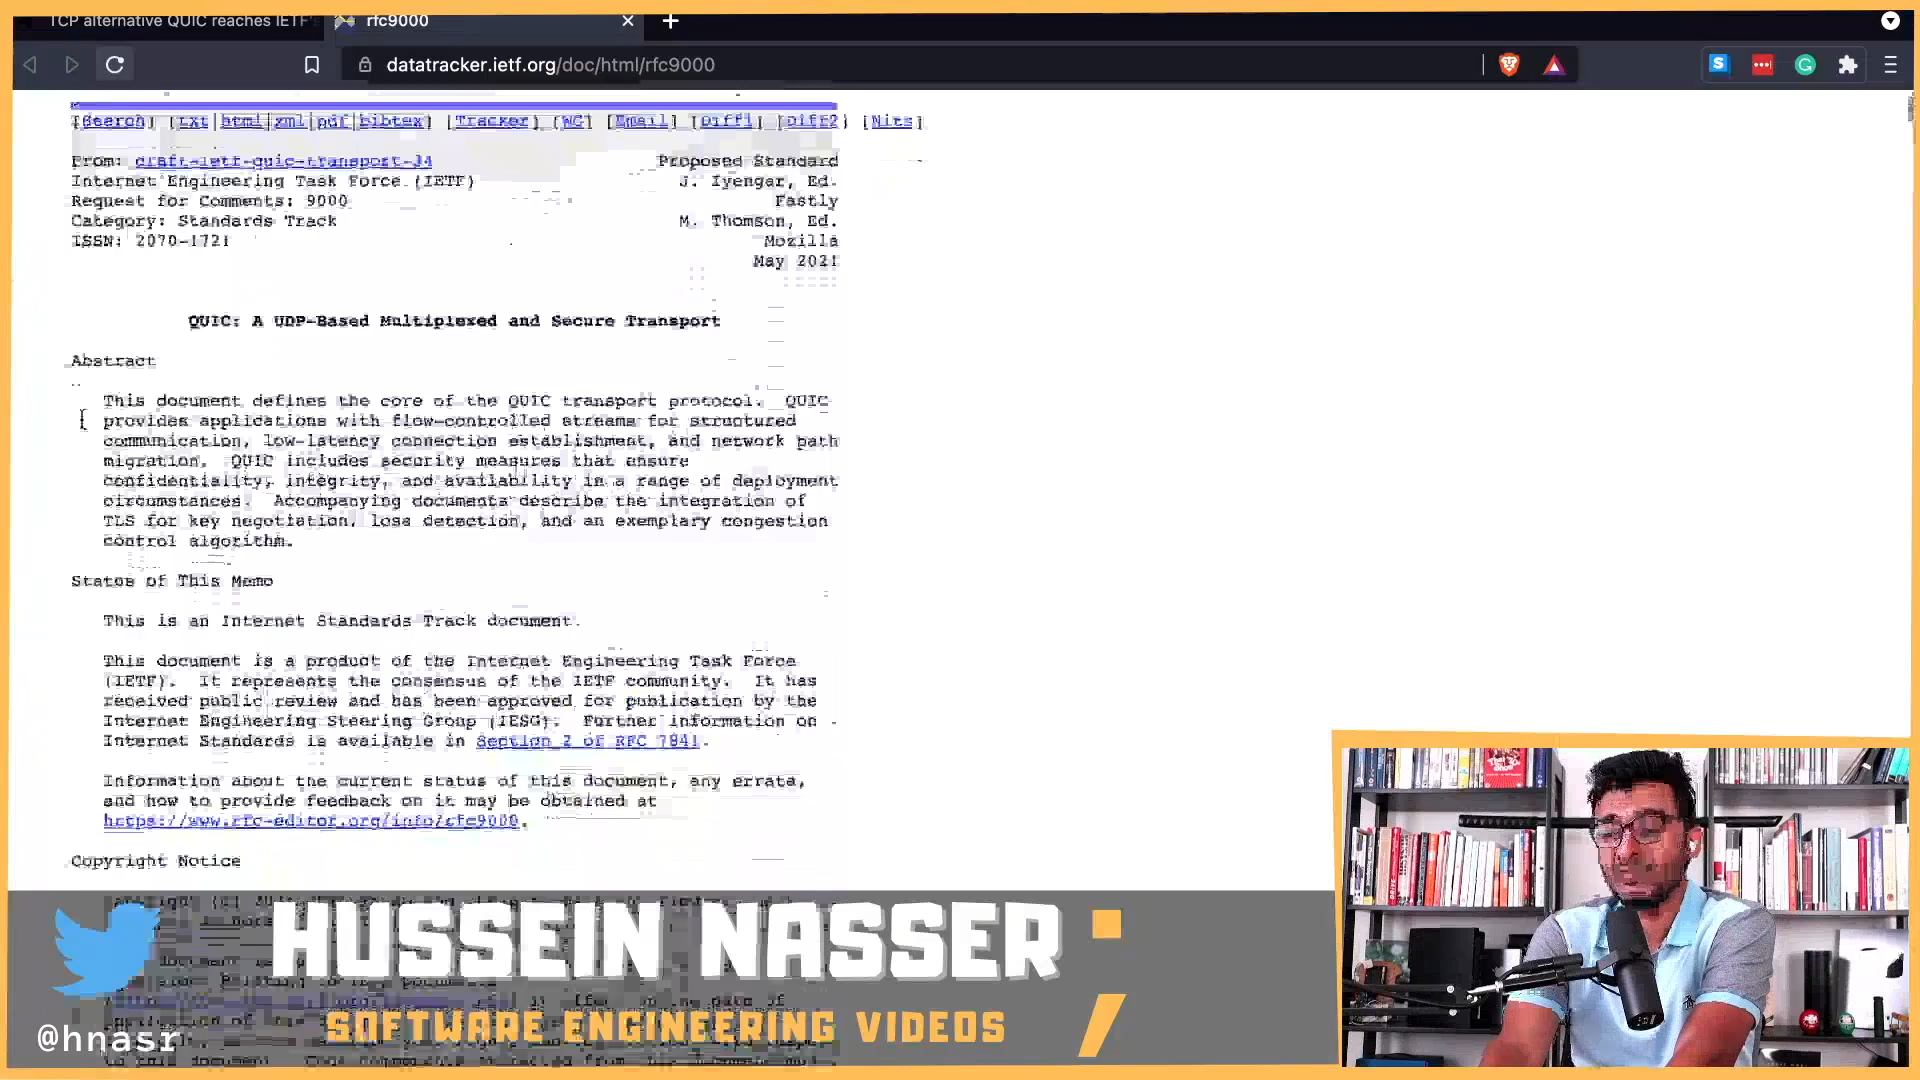 TCP alternative QUIC reaches IETF's
rfc9000
datatracker.ietf.org/doc/html/rfc9000
[Search] [txt|html|xml|pdf|bibtex] [Tracker] [WG] [Email] [Diff1] [Diff2] [Nits]
From: draft-ietf-quic-transport-34 Proposed Standard
Internet Engineering Task Force (IETF) J. Iyengar, Ed.
Request for Comments: 9000 Fastly
Category: Standards Track M. Thomson, Ed.
ISSN: 2070-1721 Mozilla
May 2021
QUIC: A UDP-Based Multiplexed and Secure Transport
Abstract
This document defines the core of the QUIC transport protocol. QUIC
provides applications with flow-controlled streams for structured
communication, low-latency connection establishment, and network path
migration. QUIC includes security measures that ensure
confidentiality, integrity, and availability in a range of deployment
circumstances. Accompanying documents describe the integration of
TLS for key negotiation, loss detection, and an exemplary congestion
control algorithm.
Status of This Memo
This is an Internet Standards Track document.
This document is a product of the Internet Engineering Task Force
(IETF). It represents the consensus of the IETF community. It has
received public review and has been approved for publication by the
Internet Engineering Steering Group (IESG). Further information on
Internet Standards is available in Section 2 of RFC 7841.
Information about the current status of this document, any errata,
and how to provide feedback on it may be obtained at
https://www.rfc-editor.org/info/rfc9000.
Copyright Notice
HUSSEIN NASSER
SOFTWARE ENGINEERING VIDEOS
@hnasr